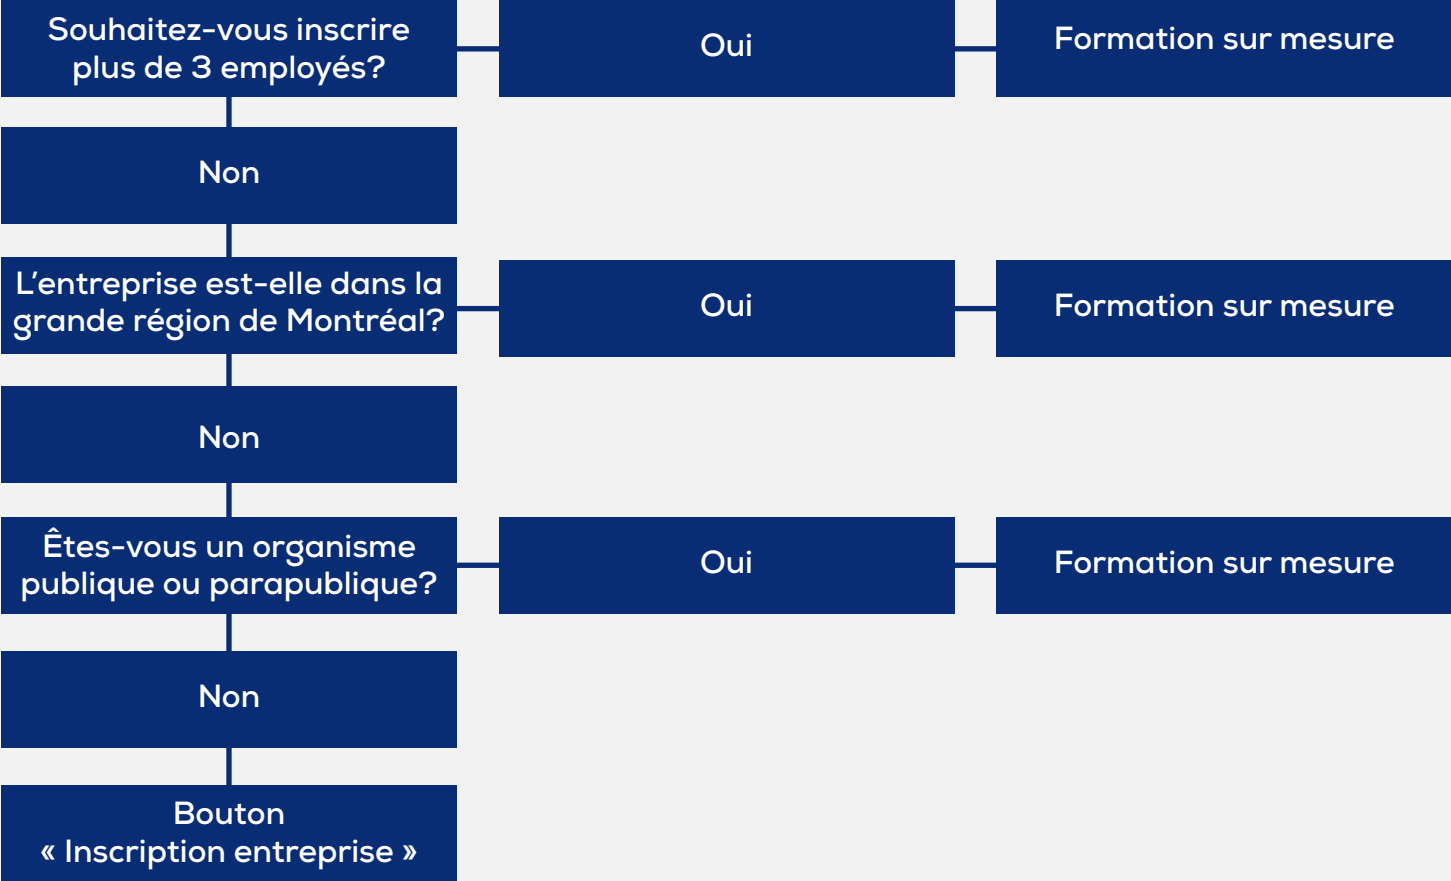 Souhaitez-vous inscrire
plus de 3 employés?
Oui
Formation sur mesure
Non
L'entreprise est-elle dans la
grande région de Montréal?
Oui
Formation sur mesure
Non
Êtes-vous un organisme
publique ou parapublique?
Oui
Formation sur mesure
Non
Bouton
« Inscription entreprise »